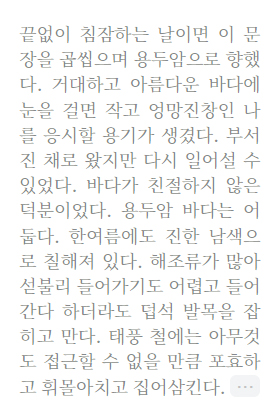 끝없이 침잠하는 날이면 이 문
장을 곱씹으며 용두암으로 향했
다. 거대하고 아름다운 바다에
눈을 걸면 작고 엉망진창인 나
를 응시할 용기가 생겼다. 부서
진 채로 왔지만 다시 일어설 수
있었다. 바다가 친절하지 않은
덕분이었다. 용두암 바다는 어
둡다. 한여름에도 진한 남색으
로 칠해져 있다. 해조류가 많아
섣불리 들어가기도 어렵고 들어
간다 하더라도 덥석 발목을 잡
히고 만다. 태풍 철에는 아무것
도 접근할 수 없을 만큼 포효하
고 휘몰아치고 집어삼킨다. ...